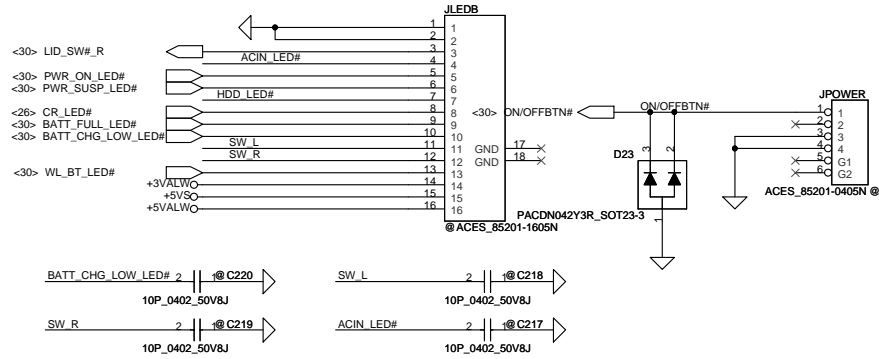 JLEDB
1 1
2 2
<30> LID_SW#_R 3 3
ACIN_LED# 4 4
<30> PWR_ON_LED# 5 5
<30> PWR_SUSP_LED# 6 6
HDD_LED# 7 7
<26> CR_LED# 8 8
<30> BATT_FULL_LED# 9 9
<30> BATT_CHG_LOW_LED# 10 10
SW_L 11 11
SW_R 12 12
<30> WL_BT_LED# 13 13
+3VALW 14 14
+5VS 15 15
+5VALW 16 16
GND 17
GND 18
@ACES_85201-1605N
<30> ON/OFFBTN#
ON/OFFBTN#
JPOWER
1 1
2 2
3 3
4 4
5 G1
6 G2
ACES_85201-0405N @
D23
3 2
1
PACDN042Y3R_SOT23-3
BATT_CHG_LOW_LED# 2 1 @C220
10P_0402_50V8J
SW_L 2 1 @C218
10P_0402_50V8J
SW_R 2 1 @C219
10P_0402_50V8J
ACIN_LED# 2 1 @C217
10P_0402_50V8J